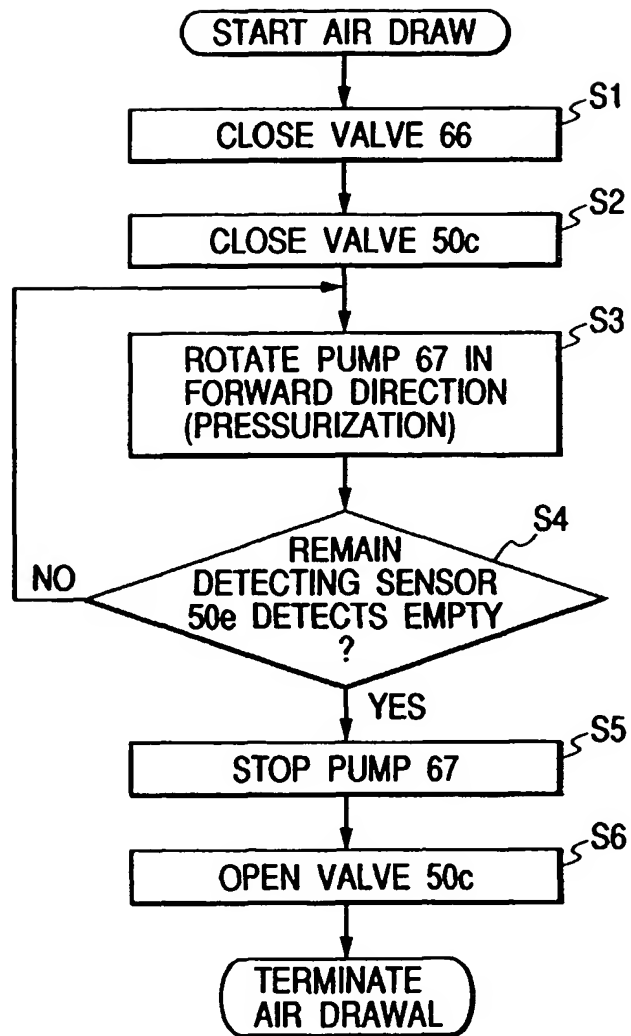 START AIR DRAW
S1
CLOSE VALVE 66
S2
CLOSE VALVE 50c
S3
ROTATE PUMP 67 IN
FORWARD DIRECTION
(PRESSURIZATION)
S4
REMAIN
DETECTING SENSOR
50e DETECTS EMPTY
?
NO
YES
S5
STOP PUMP 67
S6
OPEN VALVE 50c
TERMINATE
AIR DRAWAL